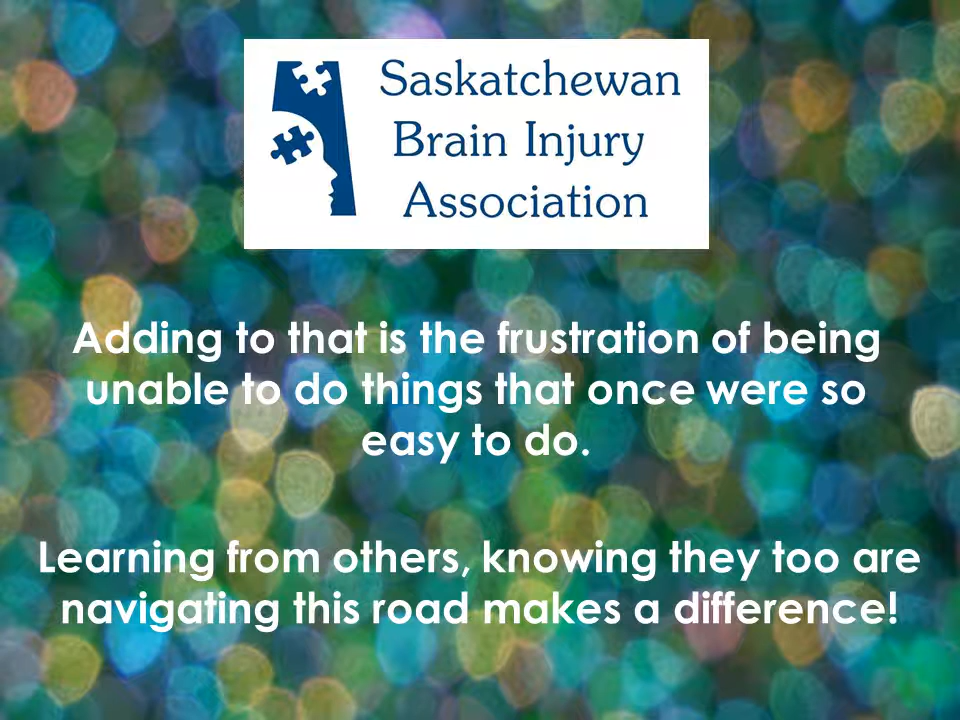 Saskatchewan
Brain Injury
Association
Adding to that is the frustration of being
unable to do things that once were so
easy to do.
Learning from others, knowing they too are
navigating this road makes a difference!